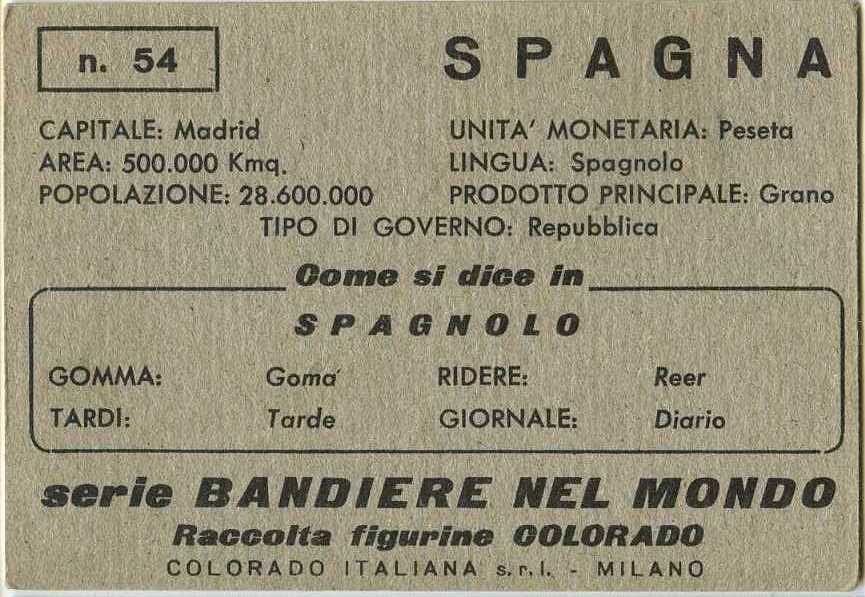 n. 54
SPAGNA
CAPITALE: Madrid
UNITA' MONETARIA: Peseta
AREA: 500.000 Kmq.
LINGUA: Spagnolo
POPOLAZIONE: 28.600.000
PRODOTTO PRINCIPALE: Grano
TIPO DI GOVERNO: Repubblica
Come si dice in
SPAGNOLO
GOMMA: Goma' RIDERE: Reer
TARDI: Tarde GIORNALE: Diario
serie BANDIERE NEL MONDO
Raccolta figurine COLORADO
COLORADO ITALIANA s.r.l. - MILANO